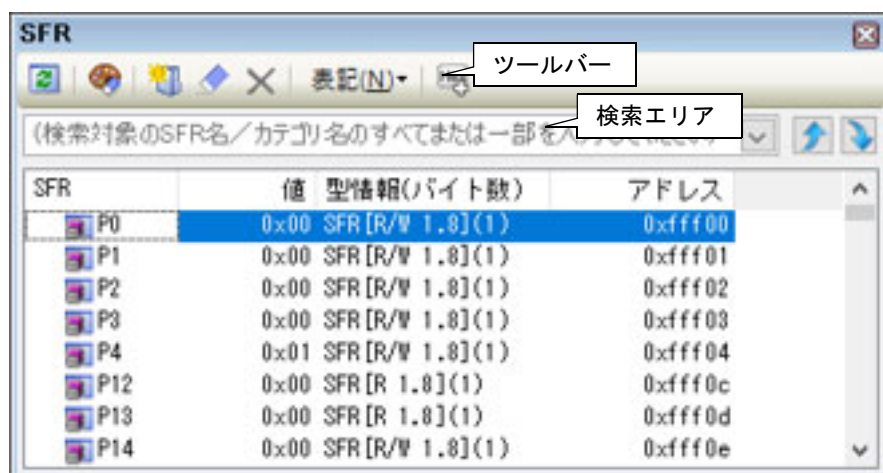 SFR
表記(N)▾
ツールバー
(検索対象のSFR名／カテゴリ名のすべてまたは一部を
検索エリア
SFR 値 型情報(バイト数) アドレス
P0 0x00 SFR[R/W 1.8](1) 0xfff00
P1 0x00 SFR[R/W 1.8](1) 0xfff01
P2 0x00 SFR[R/W 1.8](1) 0xfff02
P3 0x00 SFR[R/W 1.8](1) 0xfff03
P4 0x01 SFR[R/W 1.8](1) 0xfff04
P12 0x00 SFR[R 1.8](1) 0xfff0c
P13 0x00 SFR[R 1.8](1) 0xfff0d
P14 0x00 SFR[R/W 1.8](1) 0xfff0e